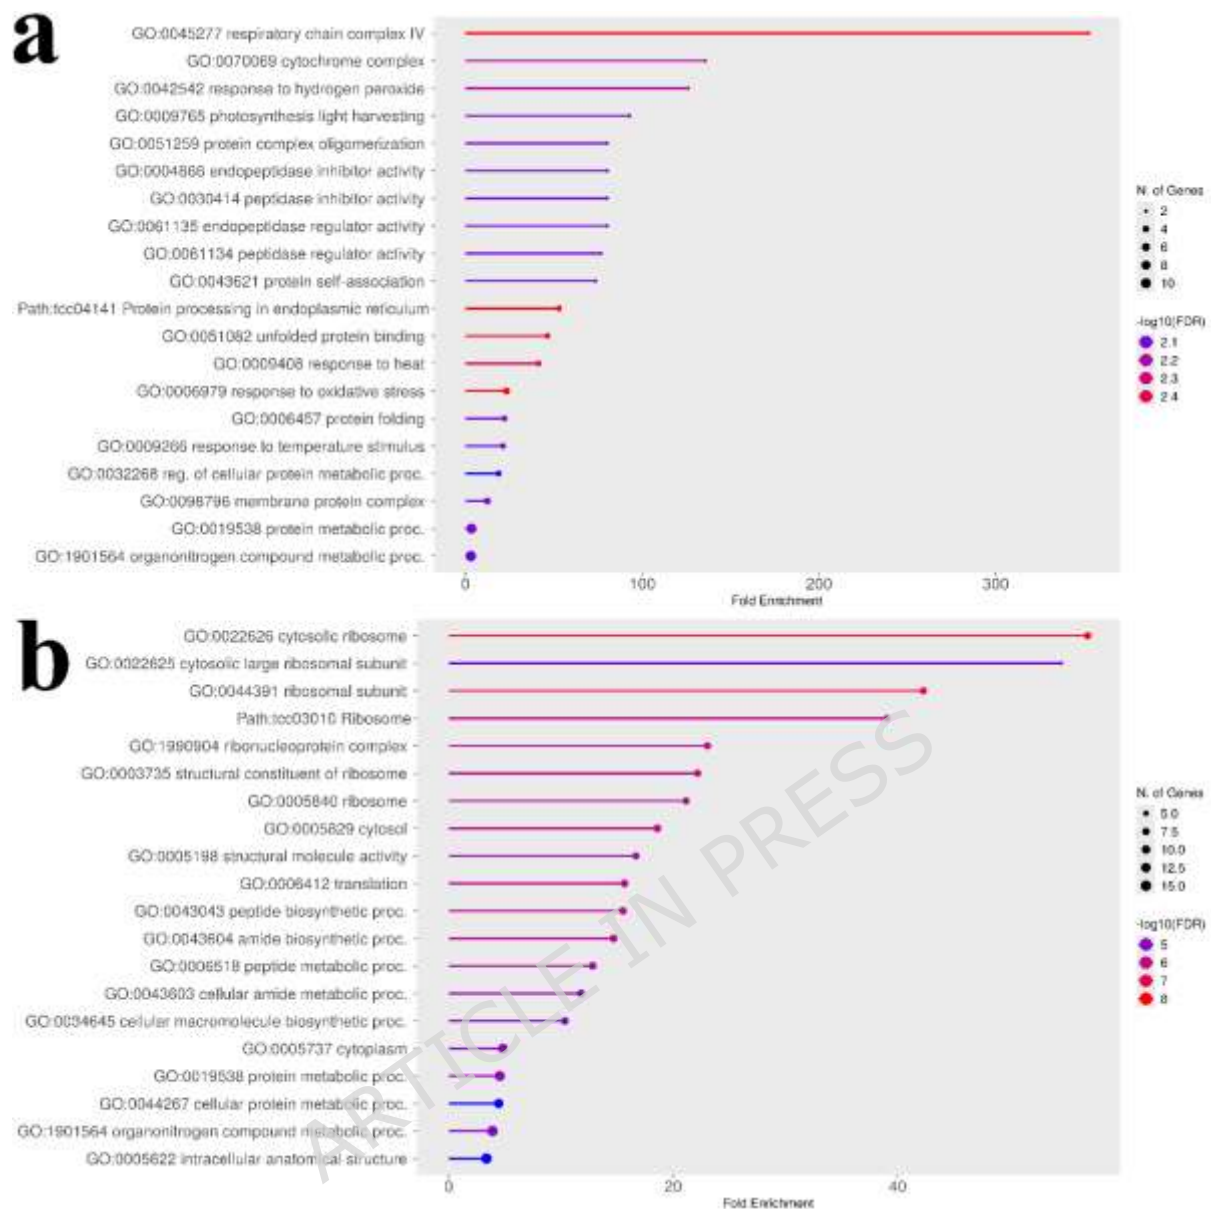 a
GO:0045277 respiratory chain complex IV
GO:0070069 cytochrome complex
GO:0042542 response to hydrogen peroxide
GO:0009765 photosynthesis light harvesting
GO:0051259 protein complex oligomerization
GO:0004866 endopeptidase inhibitor activity
GO:0030414 peptidase inhibitor activity
GO:0061135 endopeptidase regulator activity
GO:0061134 peptidase regulator activity
GO:0043621 protein self-association
Path:tcc04141 Protein processing in endoplasmic reticulum
GO:0051082 unfolded protein binding
GO:0009408 response to heat
GO:0006979 response to oxidative stress
GO:0006457 protein folding
GO:0009266 response to temperature stimulus
GO:0032268 reg. of cellular protein metabolic proc.
GO:0098796 membrane protein complex
GO:0019538 protein metabolic proc.
GO:1901564 organonitrogen compound metabolic proc.
0 100 200 300
Fold Enrichment
N. of Genes
2
4
6
8
10
-log10(FDR)
2.1
2.2
2.3
2.4
b
GO:0022626 cytosolic ribosome
GO:0022625 cytosolic large ribosomal subunit
GO:0044391 ribosomal subunit
Path:tcc03010 Ribosome
GO:1990904 ribonucleoprotein complex
GO:0003735 structural constituent of ribosome
GO:0005840 ribosome
GO:0005829 cytosol
GO:0005198 structural molecule activity
GO:0006412 translation
GO:0043043 peptide biosynthetic proc.
GO:0043604 amide biosynthetic proc.
GO:0006518 peptide metabolic proc.
GO:0043603 cellular amide metabolic proc.
GO:0034645 cellular macromolecule biosynthetic proc.
GO:0005737 cytoplasm
GO:0019538 protein metabolic proc.
GO:0044267 cellular protein metabolic proc.
GO:1901564 organonitrogen compound metabolic proc.
GO:0005622 intracellular anatomical structure
0 20 40
Fold Enrichment
N. of Genes
5.0
7.5
10.0
12.5
15.0
-log10(FDR)
5
6
7
8
ARTICLE IN PRESS